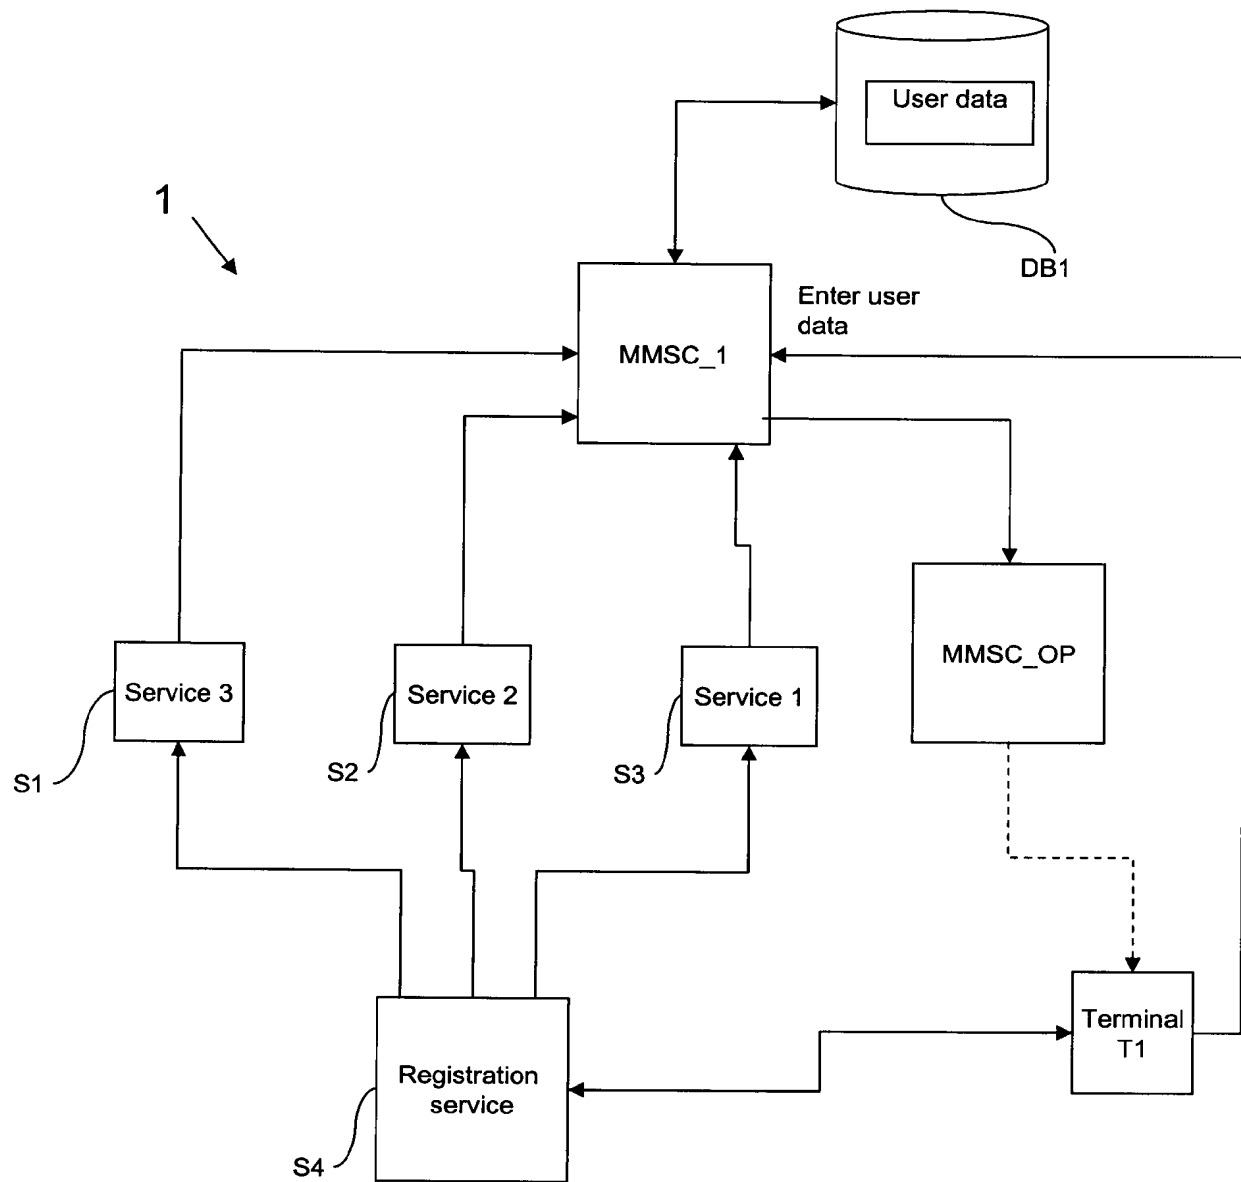 User data
1
DB1
Enter user
data
MMSC_1
MMSC_OP
Service 3
Service 2
Service 1
S1
S2
S3
Terminal
T1
Registration
service
S4